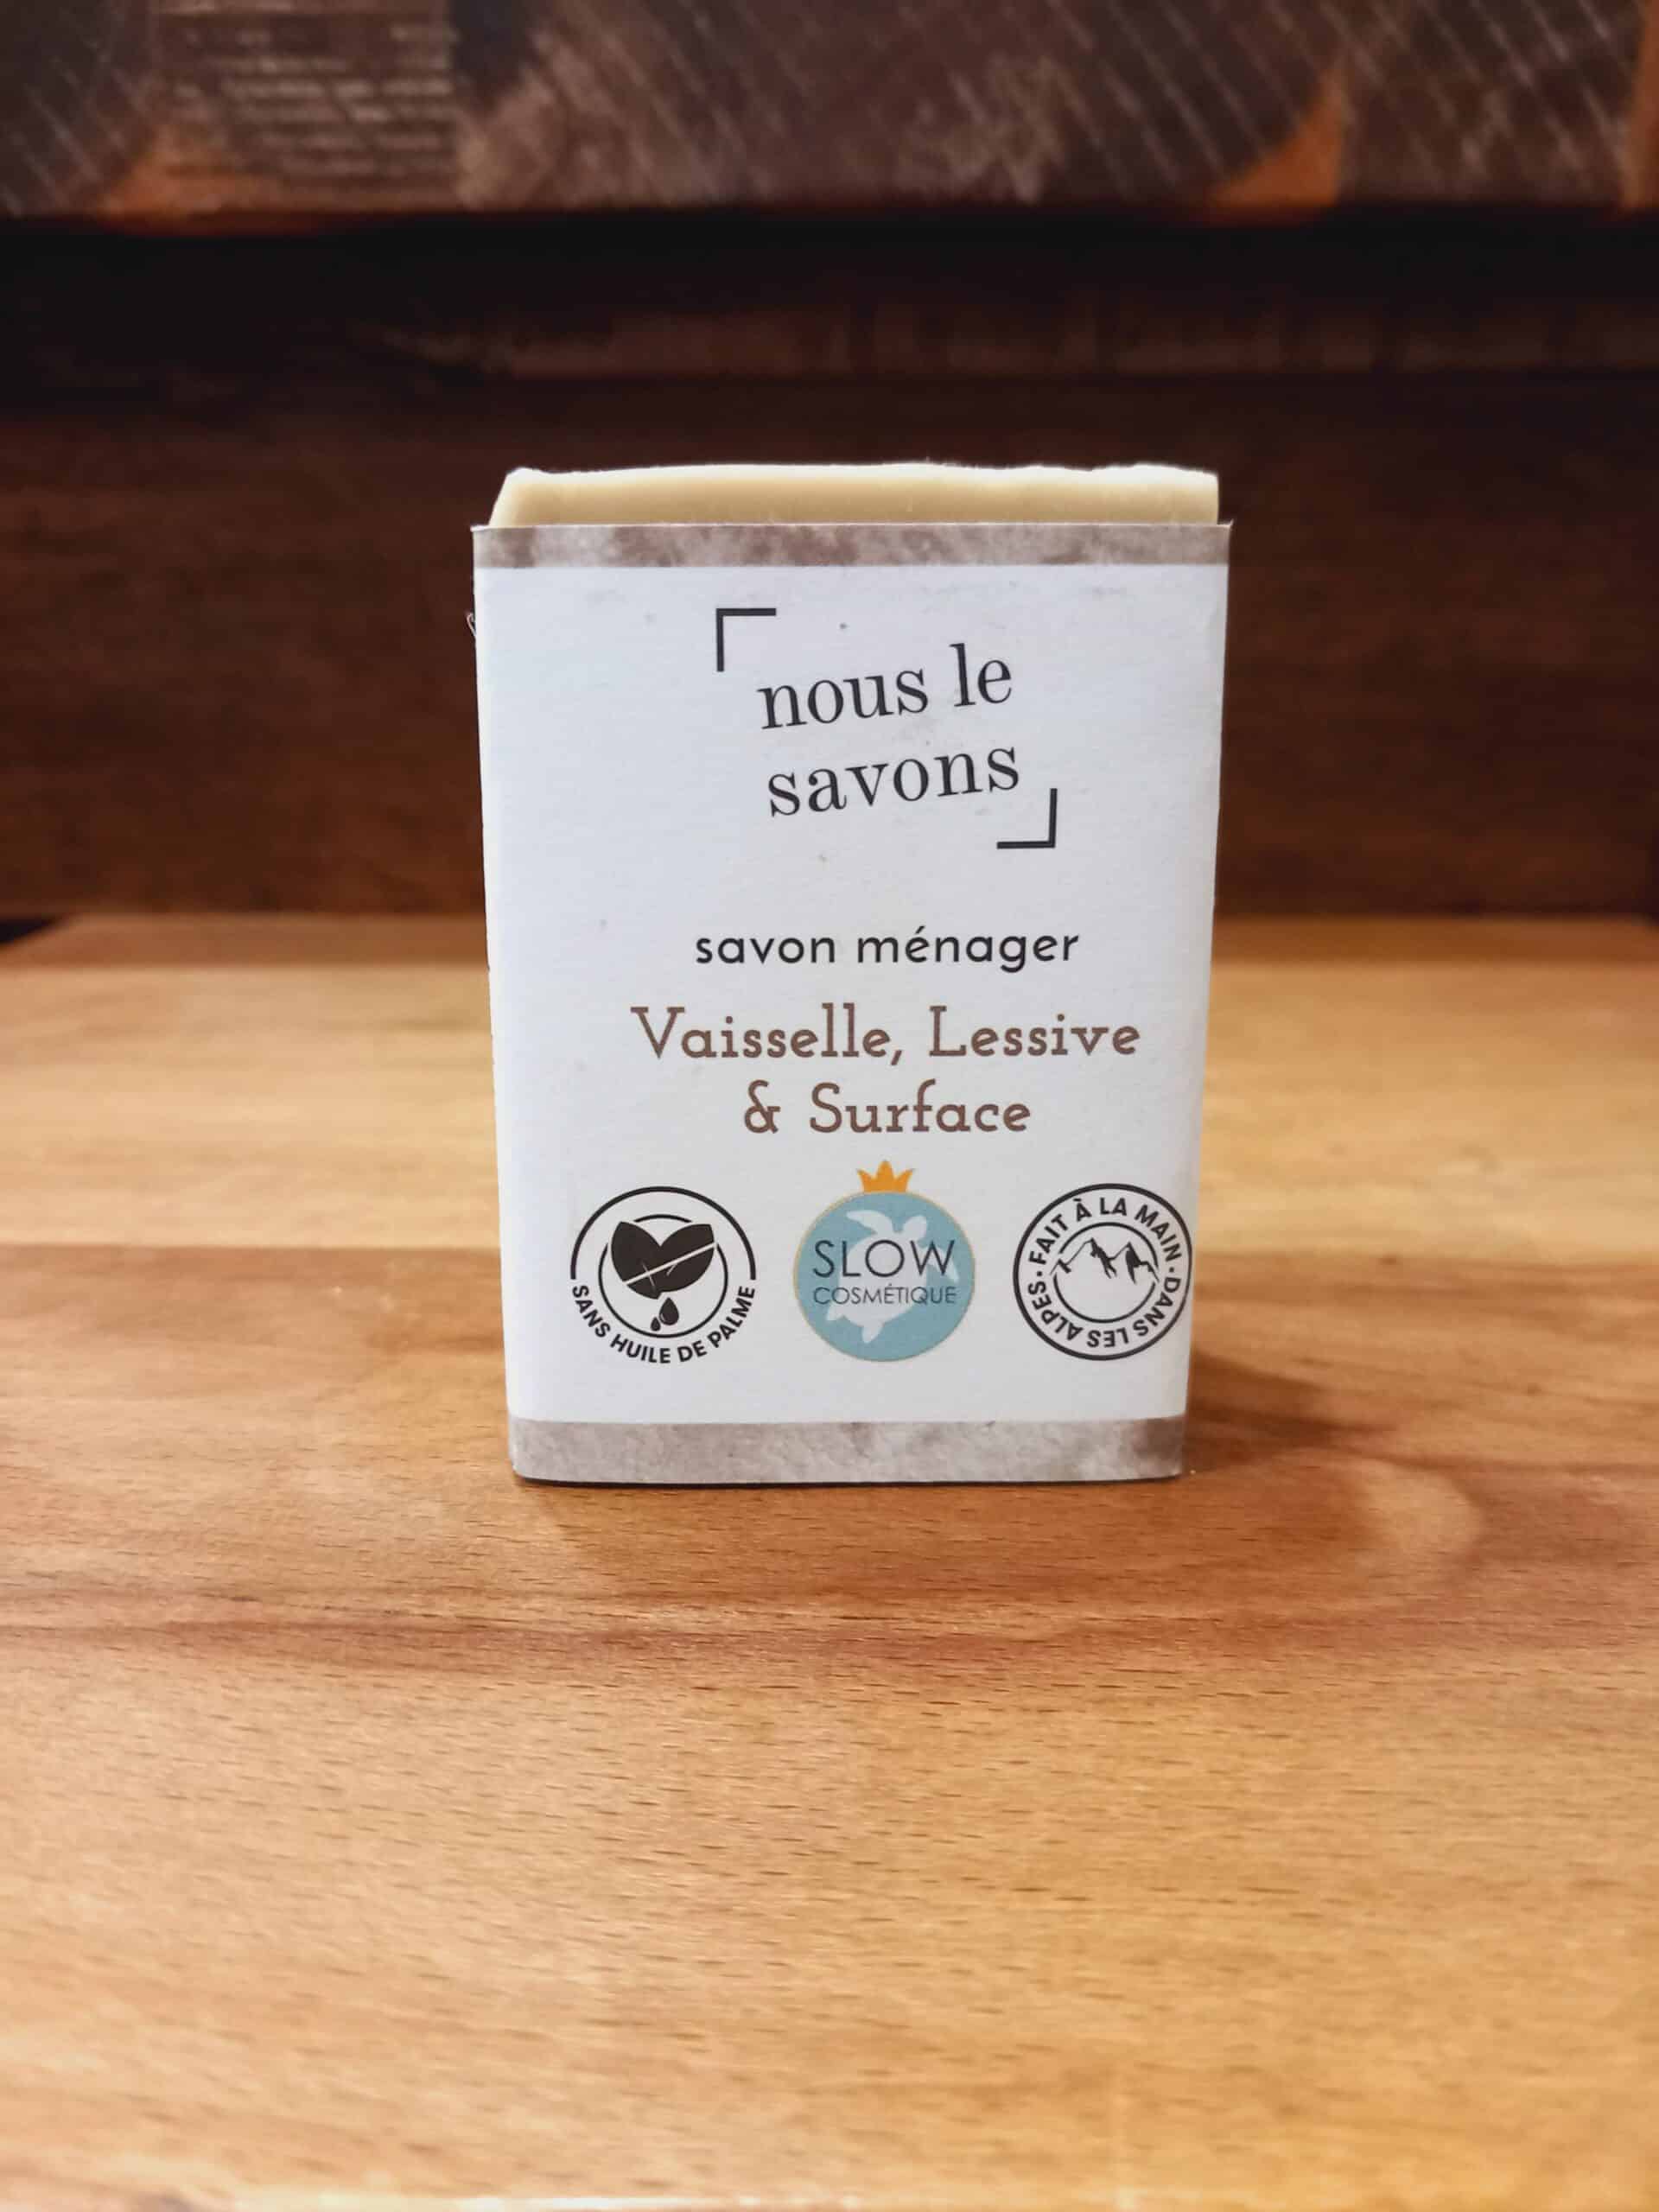 nous le
savons
savon ménager
Vaisselle, Lessive
& Surface
SANS HUILE DE PALME
SLOW
COSMÉTIQUE
FAIT À LA MAIN · DANS LES ALPES ·